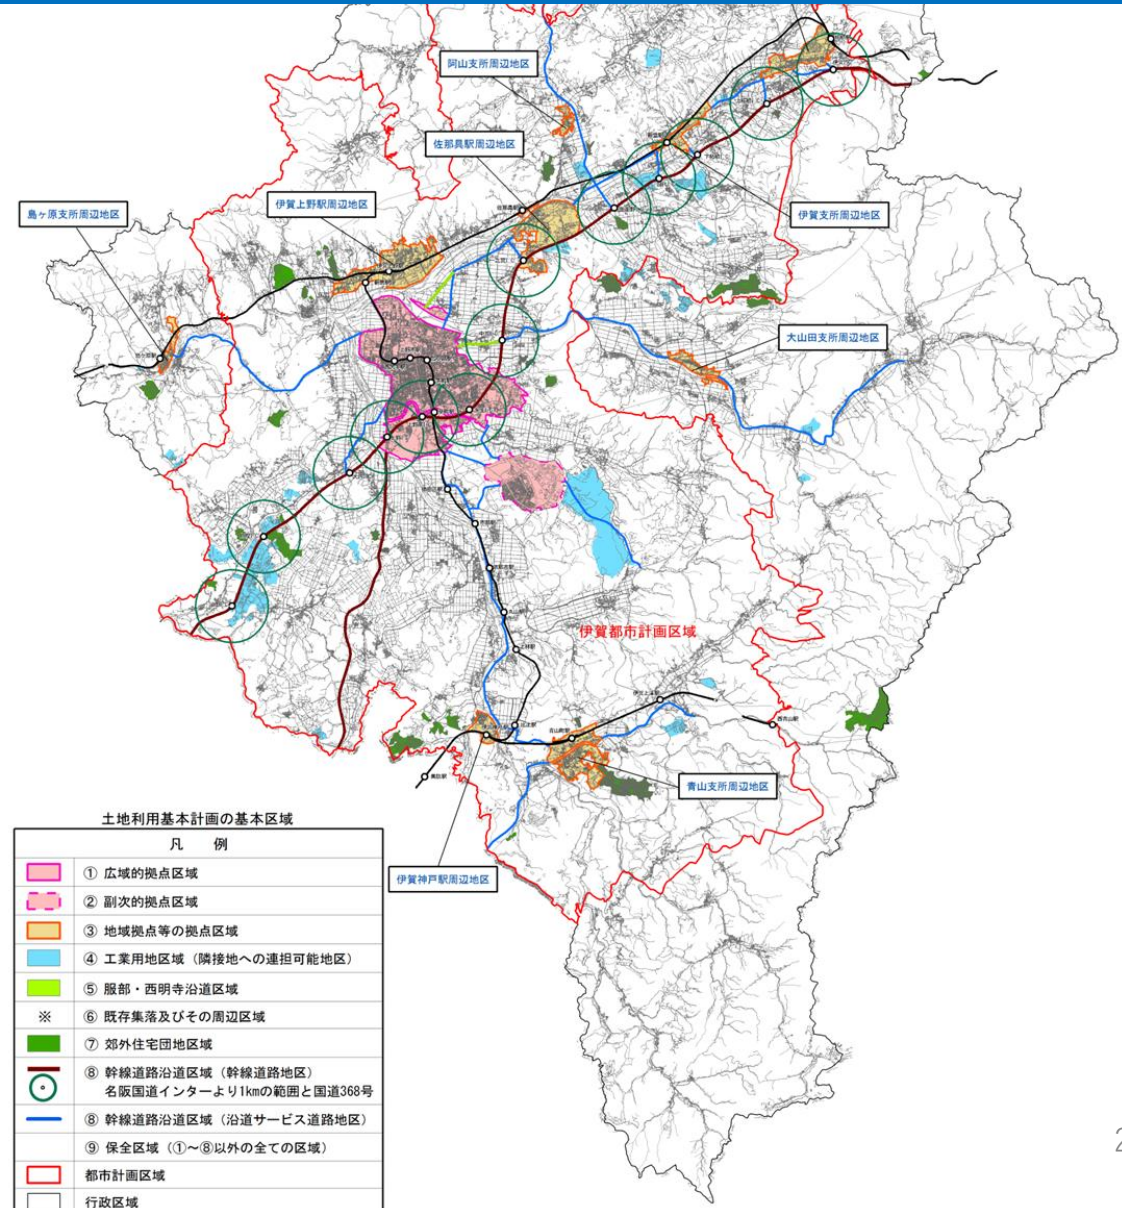 阿山支所周辺地区
佐那具駅周辺地区
伊賀上野駅周辺地区
島ヶ原支所周辺地区
伊賀支所周辺地区
大山田支所周辺地区
伊賀都市計画区域
青山支所周辺地区
伊賀神戸駅周辺地区
土地利用基本計画の基本区域
凡 例
① 広域的拠点区域
② 副次的拠点区域
③ 地域拠点等の拠点区域
④ 工業用地区域（隣接地への連担可能地区）
⑤ 服部・西明寺沿道区域
※ ⑥ 既存集落及びその周辺区域
⑦ 郊外住宅団地区域
⑧ 幹線道路沿道区域（幹線道路地区）
名阪国道インターより1kmの範囲と国道368号
⑧ 幹線道路沿道区域（沿道サービス道路地区）
⑨ 保全区域（①～⑧以外の全ての区域）
都市計画区域
行政区域
2